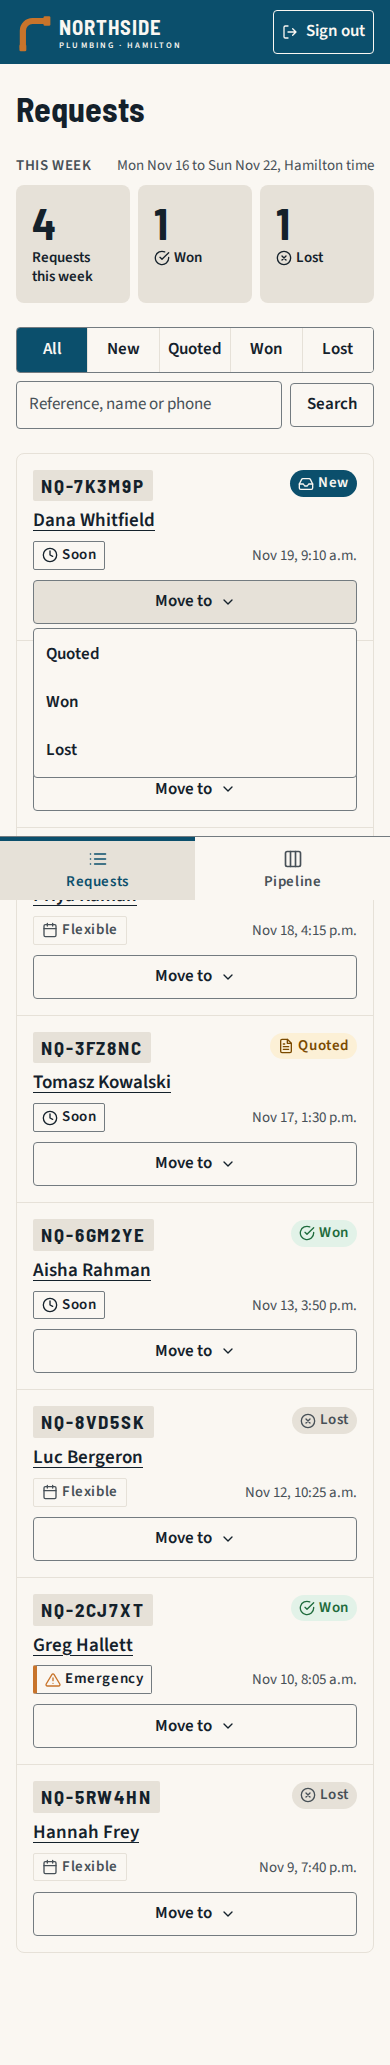 NORTHSIDE
PLUMBING · HAMILTON
Sign out
Requests
THIS WEEK
Mon Nov 16 to Sun Nov 22, Hamilton time
4
Requests
this week
1
Won
1
Lost
All
New
Quoted
Won
Lost
Reference, name or phone
Search
NQ-7K3M9P
New
Dana Whitfield
Soon
Nov 19, 9:10 a.m.
Move to
Quoted
Won
Lost
Move to
Requests
Pipeline
Flexible
Nov 18, 4:15 p.m.
Move to
NQ-3FZ8NC
Quoted
Tomasz Kowalski
Soon
Nov 17, 1:30 p.m.
Move to
NQ-6GM2YE
Won
Aisha Rahman
Soon
Nov 13, 3:50 p.m.
Move to
NQ-8VD5SK
Lost
Luc Bergeron
Flexible
Nov 12, 10:25 a.m.
Move to
NQ-2CJ7XT
Won
Greg Hallett
Emergency
Nov 10, 8:05 a.m.
Move to
NQ-5RW4HN
Lost
Hannah Frey
Flexible
Nov 9, 7:40 p.m.
Move to